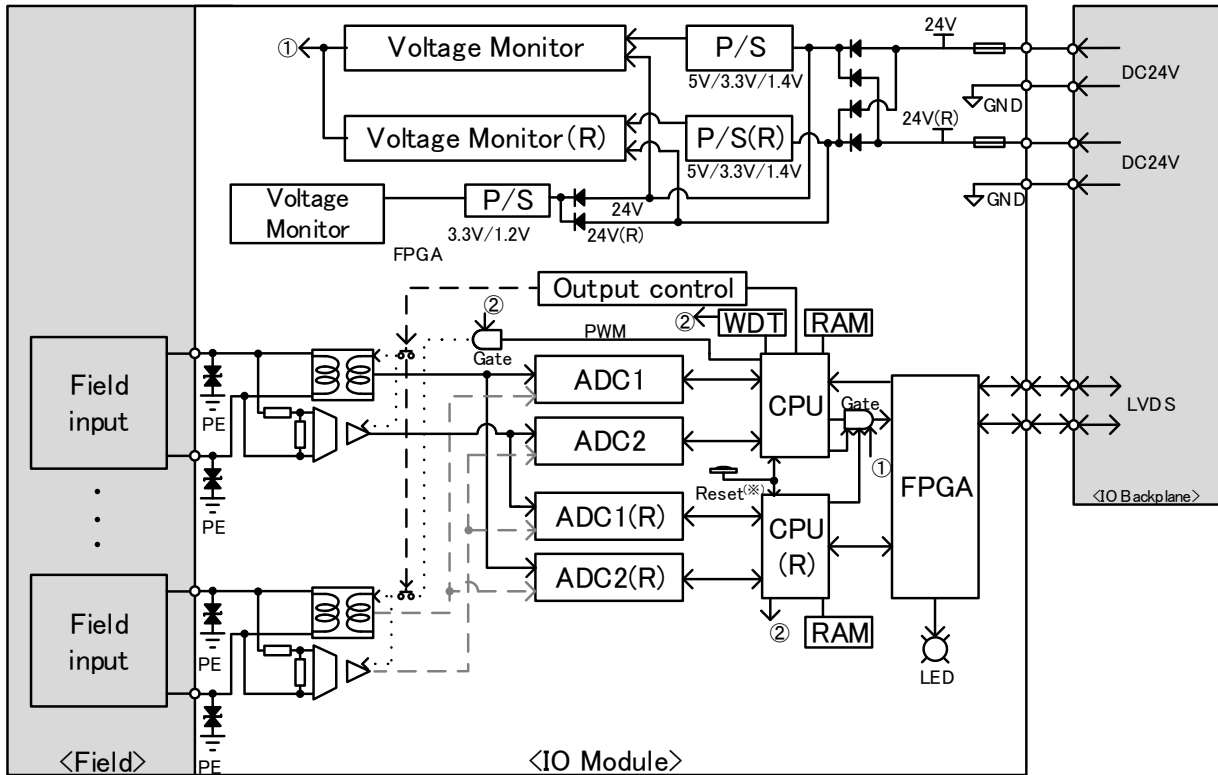 ①
Voltage Monitor
P/S
5V/3.3V/1.4V
24V
DC24V
GND
Voltage Monitor(R)
P/S(R)
5V/3.3V/1.4V
24V(R)
DC24V
GND
Voltage
Monitor
P/S
3.3V/1.2V
24V
24V(R)
FPGA
Output control
②
②
WDT
RAM
PWM
Gate
Field
input
PE
PE
ADC1
ADC2
CPU
Gate
①
FPGA
LVDS
<IO Backplane>
Reset(※)
ADC1(R)
ADC2(R)
CPU
(R)
②
RAM
LED
Field
input
PE
PE
<Field>
<IO Module>